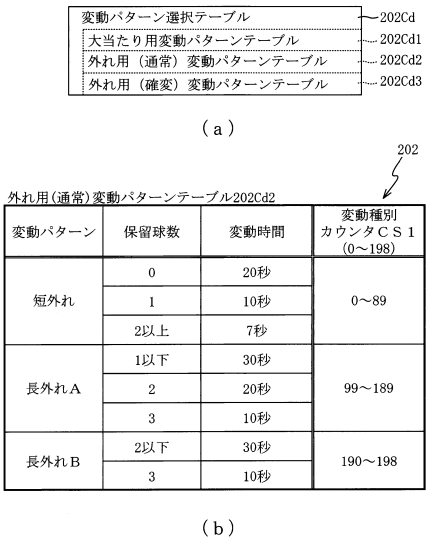 変動パターン選択テーブル 202Cd
大当たり用変動パターンテーブル 202Cd1
外れ用（通常）変動パターンテーブル 202Cd2
外れ用（確変）変動パターンテーブル 202Cd3
(a)
202
外れ用(通常)変動パターンテーブル202Cd2
変動パターン 保留球数 変動時間 変動種別
カウンタCS1
(0～198)
短外れ 0 20秒 0～89
1 10秒
2以上 7秒
長外れA 1以下 30秒 99～189
2 20秒
3 10秒
長外れB 2以下 30秒 190～198
3 10秒
(b)